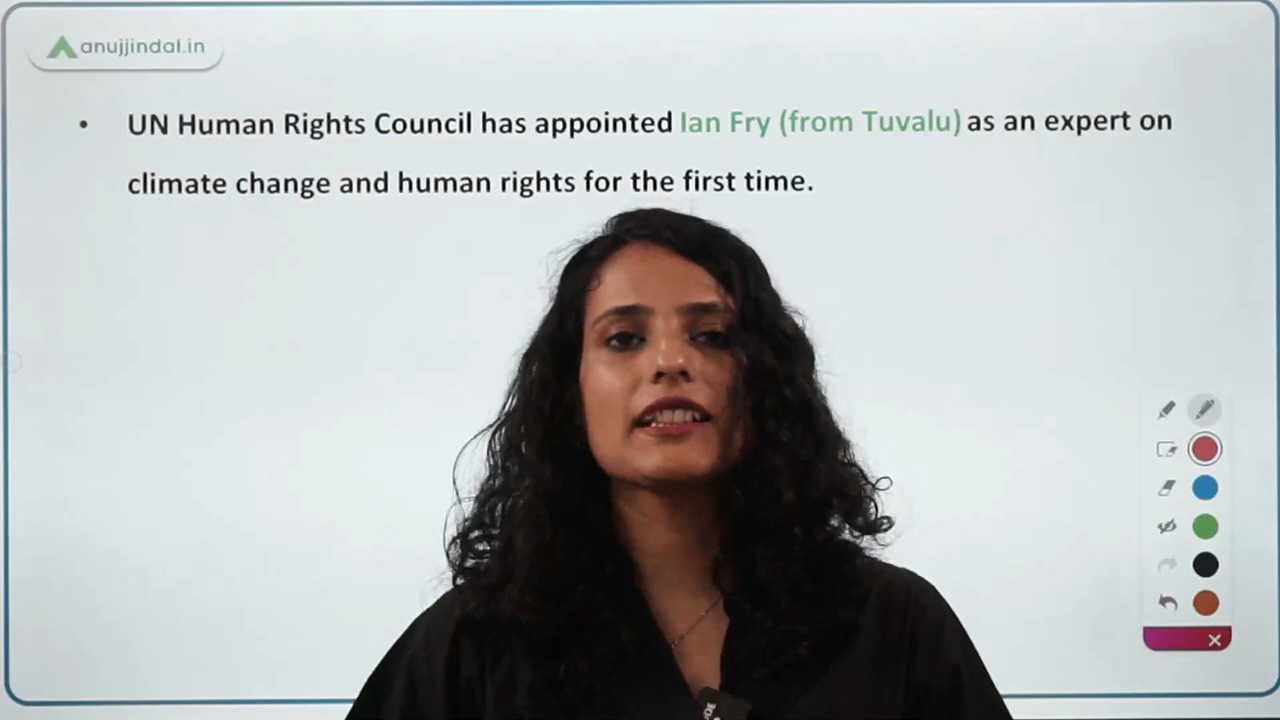 anujjindal.in
• UN Human Rights Council has appointed Ian Fry (from Tuvalu) as an expert on
climate change and human rights for the first time.